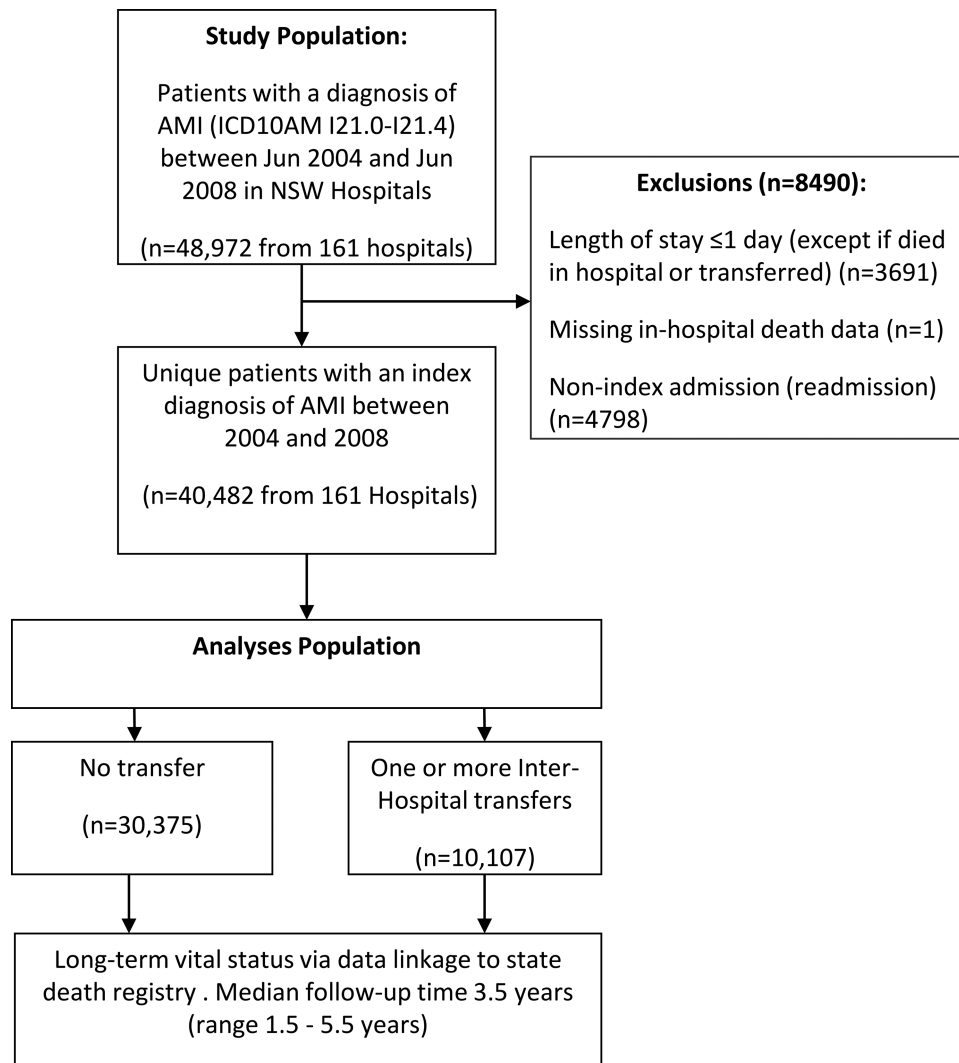 Study Population:
Patients with a diagnosis of
AMI (ICD10AM I21.0-I21.4)
between Jun 2004 and Jun
2008 in NSW Hospitals
(n=48,972 from 161 hospitals)
Exclusions (n=8490):
Length of stay ≤1 day (except if died
in hospital or transferred) (n=3691)
Missing in-hospital death data (n=1)
Non-index admission (readmission)
(n=4798)
Unique patients with an index
diagnosis of AMI between
2004 and 2008
(n=40,482 from 161 Hospitals)
Analyses Population
No transfer
(n=30,375)
One or more Inter-
Hospital transfers
(n=10,107)
Long-term vital status via data linkage to state
death registry . Median follow-up time 3.5 years
(range 1.5 - 5.5 years)